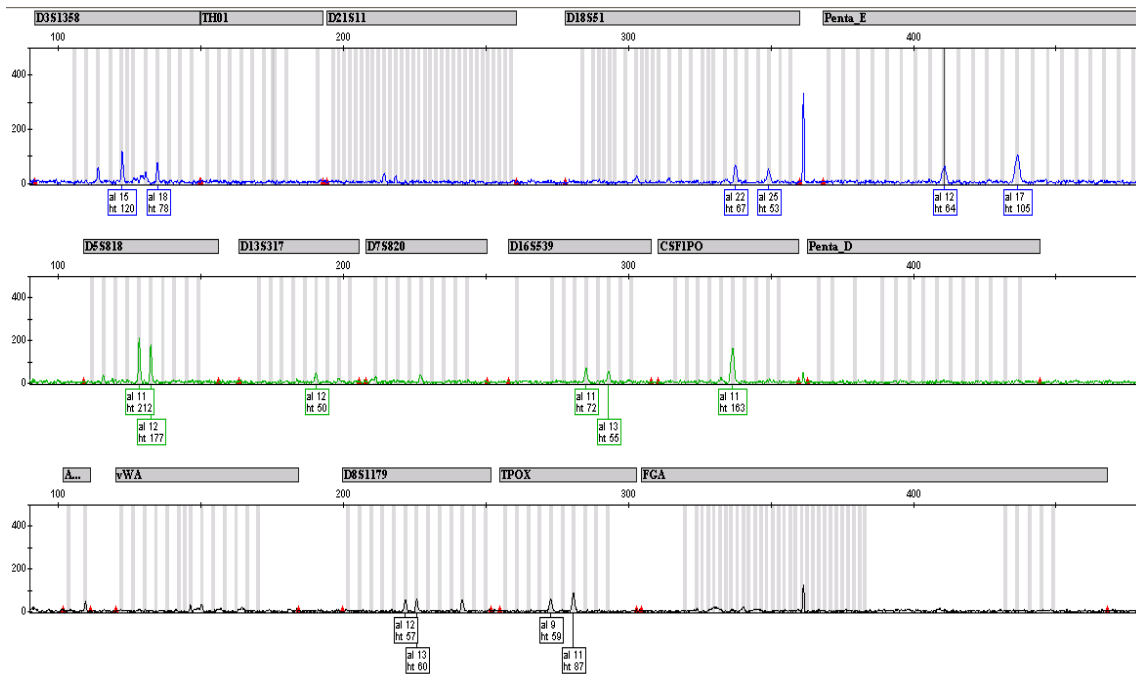 D3S1358 TH01 D21S11 D18S51 Penta_E
100 200 300 400
400
200
0
al 15 al 18 al 22 al 25 al 12 al 17
ht 120 ht 78 ht 67 ht 53 ht 64 ht 105
D5S818 D13S317 D7S820 D16S539 CSF1PO Penta_D
100 200 300 400
400
200
0
al 11 al 12 al 11 al 11
ht 212 ht 50 ht 72 ht 163
al 12 al 13
ht 177 ht 55
A... vWA D8S1179 TPOX FGA
100 200 300 400
400
200
0
al 12 al 9
ht 57 ht 59
al 13 al 11
ht 60 ht 87